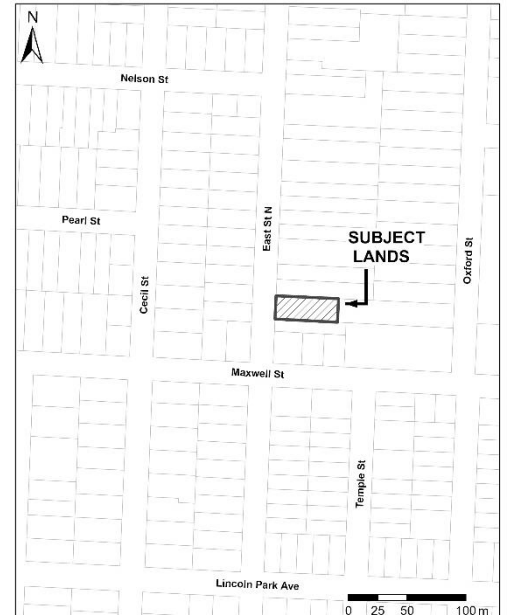 N
Nelson St
Pearl St
East St N
SUBJECT
LANDS
Oxford St
Cecil St
Maxwell St
Temple St
Lincoln Park Ave
0 25 50 100 m